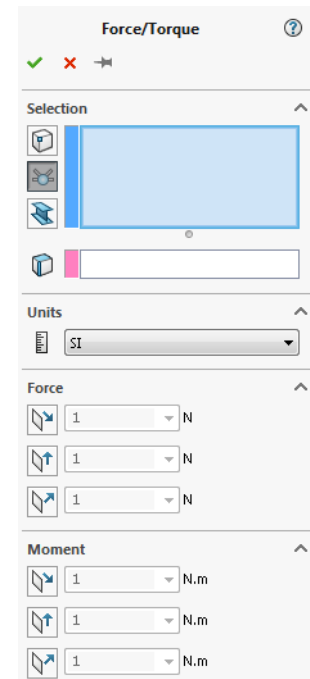 Force/Torque ?
Selection
Units
SI
Force
1 N
1 N
1 N
Moment
1 N.m
1 N.m
1 N.m